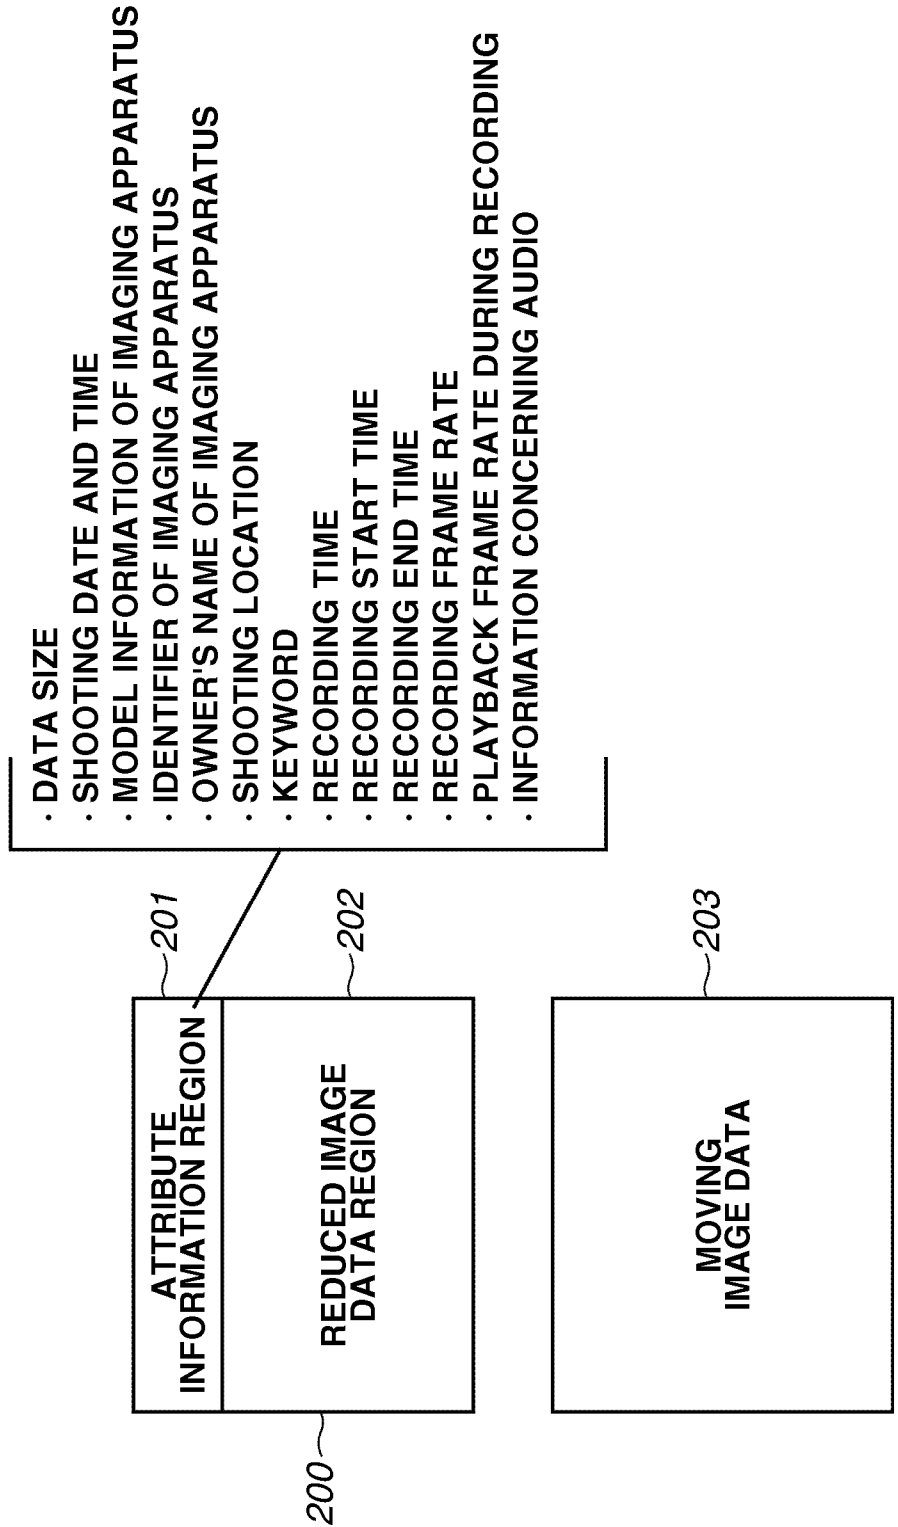 200
ATTRIBUTE
INFORMATION REGION
201
REDUCED IMAGE
DATA REGION
202
MOVING
IMAGE DATA
203
· DATA SIZE
· SHOOTING DATE AND TIME
· MODEL INFORMATION OF IMAGING APPARATUS
· IDENTIFIER OF IMAGING APPARATUS
· OWNER'S NAME OF IMAGING APPARATUS
· SHOOTING LOCATION
· KEYWORD
· RECORDING TIME
· RECORDING START TIME
· RECORDING END TIME
· RECORDING FRAME RATE
· PLAYBACK FRAME RATE DURING RECORDING
· INFORMATION CONCERNING AUDIO